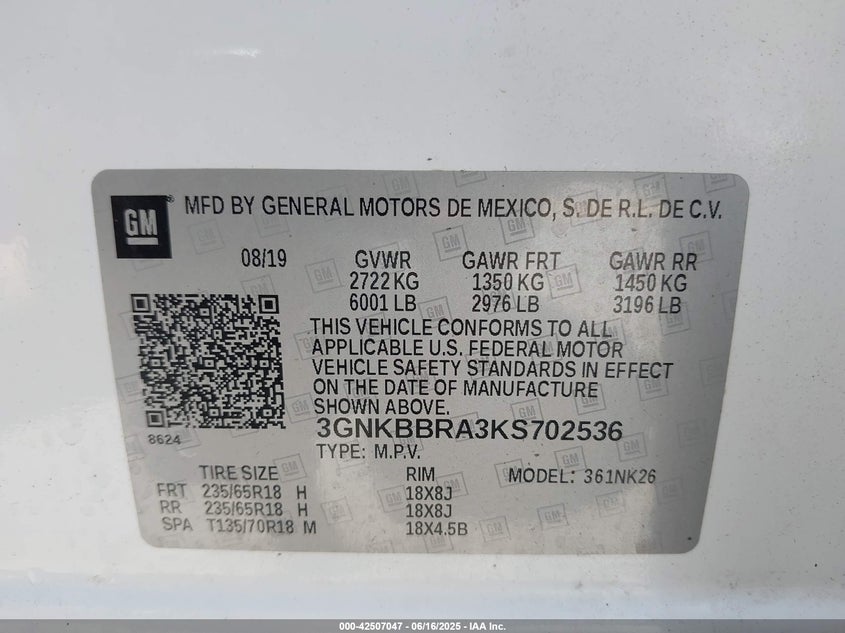 GM ® MFD BY GENERAL MOTORS DE MEXICO, S. DE R.L. DE C.V.
08/19 GVWR GAWR FRT GAWR RR
2722 KG 1350 KG 1450 KG
6001 LB 2976 LB 3196 LB
THIS VEHICLE CONFORMS TO ALL
APPLICABLE U.S. FEDERAL MOTOR
VEHICLE SAFETY STANDARDS IN EFFECT
ON THE DATE OF MANUFACTURE
SHOWN ABOVE.
8624
3GNKBBRA3KS702536
TYPE: M.P.V.
TIRE SIZE RIM MODEL: 361NK26
FRT 235/65R18 H 18X8J
RR 235/65R18 H 18X8J
SPA T135/70R18 M 18X4.5B
000-42507047 - 06/16/2025 - IAA Inc.